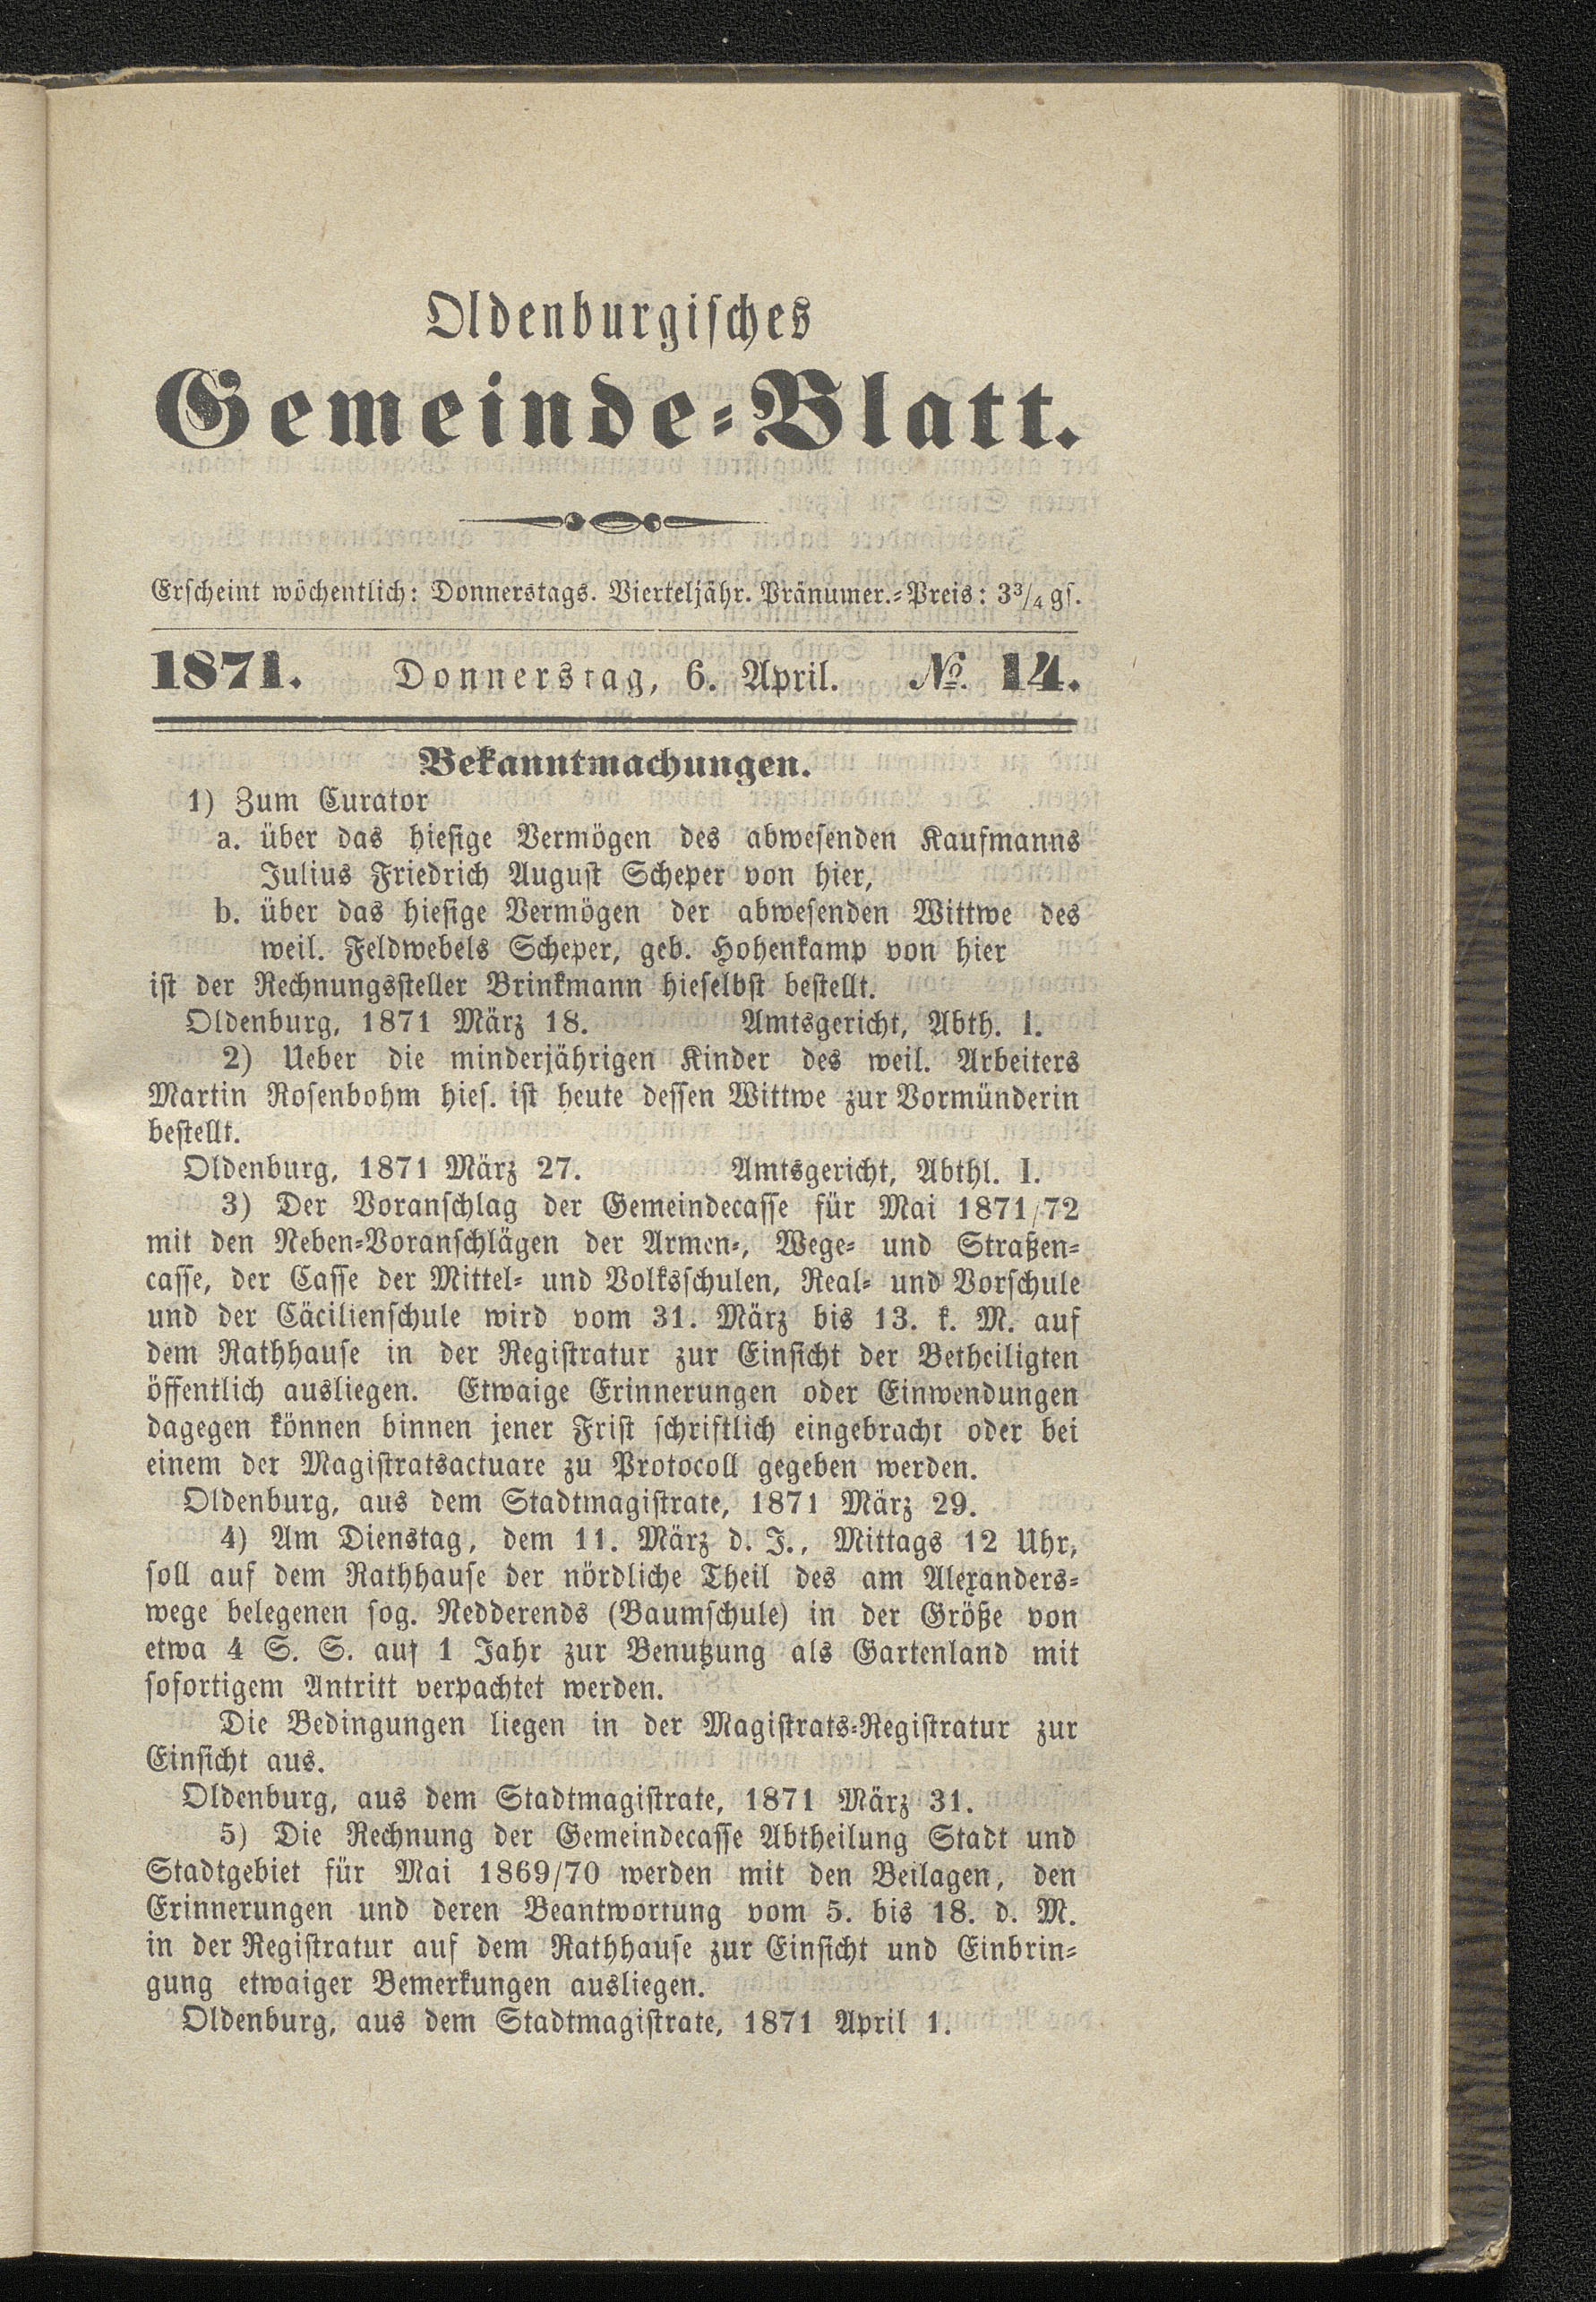 Oldenburgisches
Gemeinde-Blatt.
Erscheint wöchentlich: Donnerstags. Vierteljähr. Pränumer.-Preis: 3 3/4 gs.
1871. Donnerstag, 6. April. No. 14.
Bekanntmachungen.
1) Zum Curator
a. über das hiesige Vermögen des abwesenden Kaufmanns
Julius Friedrich August Scheper von hier,
b. über das hiesige Vermögen der abwesenden Wittwe des
weil. Feldwebels Scheper, geb. Hohenkamp von hier
ist der Rechnungssteller Brinkmann hieselbst bestellt.
Oldenburg, 1871 März 18. Amtsgericht, Abth. I.
2) Ueber die minderjährigen Kinder des weil. Arbeiters
Martin Rosenbohm hies. ist heute dessen Wittwe zur Vormünderin
bestellt.
Oldenburg, 1871 März 27. Amtsgericht, Abthl. I.
3) Der Voranschlag der Gemeindecasse für Mai 1871/72
mit den Neben-Voranschlägen der Armen-, Wege- und Straßen-
casse, der Casse der Mittel- und Volksschulen, Real- und Vorschule
und der Cäcilienschule wird vom 31. März bis 13. k. M. auf
dem Rathhause in der Registratur zur Einsicht der Betheiligten
öffentlich ausliegen. Etwaige Erinnerungen oder Einwendungen
dagegen können binnen jener Frist schriftlich eingebracht oder bei
einem der Magistratsactuare zu Protocoll gegeben werden.
Oldenburg, aus dem Stadtmagistrate, 1871 März 29.
4) Am Dienstag, dem 11. März d. J., Mittags 12 Uhr,
soll auf dem Rathhause der nördliche Theil des am Alexanders-
wege belegenen sog. Nedderends (Baumschule) in der Größe von
etwa 4 S. S. auf 1 Jahr zur Benutzung als Gartenland mit
sofortigem Antritt verpachtet werden.
Die Bedingungen liegen in der Magistrats-Registratur zur
Einsicht aus.
Oldenburg, aus dem Stadtmagistrate, 1871 März 31.
5) Die Rechnung der Gemeindecasse Abtheilung Stadt und
Stadtgebiet für Mai 1869/70 werden mit den Beilagen, den
Erinnerungen und deren Beantwortung vom 5. bis 18. d. M.
in der Registratur auf dem Rathhause zur Einsicht und Einbrin-
gung etwaiger Bemerkungen ausliegen.
Oldenburg, aus dem Stadtmagistrate, 1871 April 1.